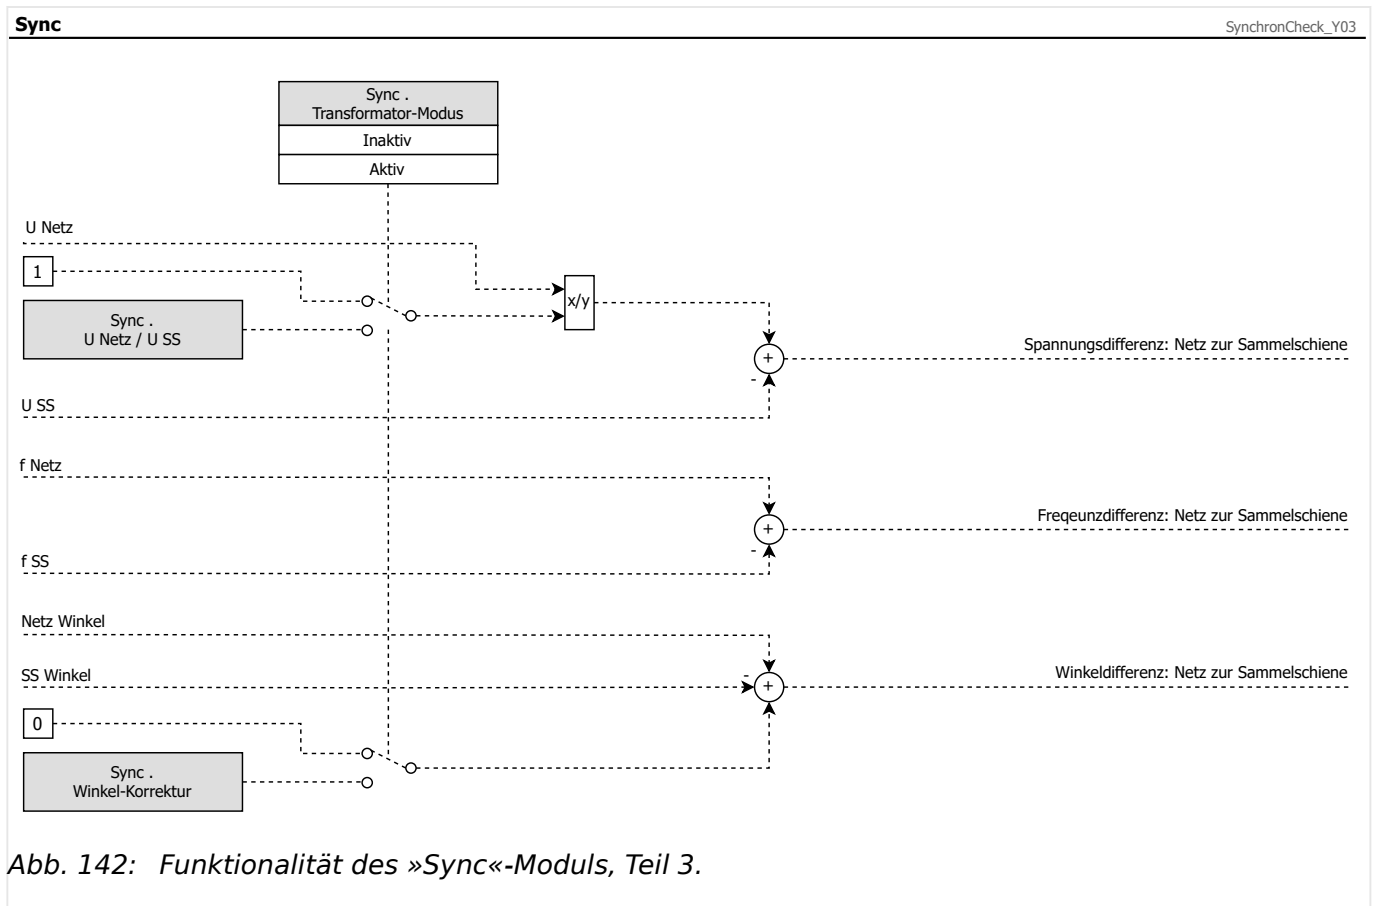 Sync
SynchronCheck_Y03
Sync .
Transformator-Modus
Inaktiv
Aktiv
U Netz
1
Sync .
U Netz / U SS
x/y
+
-
Spannungsdifferenz: Netz zur Sammelschiene
U SS
f Netz
+
-
Freqeunzdifferenz: Netz zur Sammelschiene
f SS
Netz Winkel
SS Winkel
-
+
Winkeldifferenz: Netz zur Sammelschiene
0
Sync .
Winkel-Korrektur
Abb. 142: Funktionalität des »Sync«-Moduls, Teil 3.